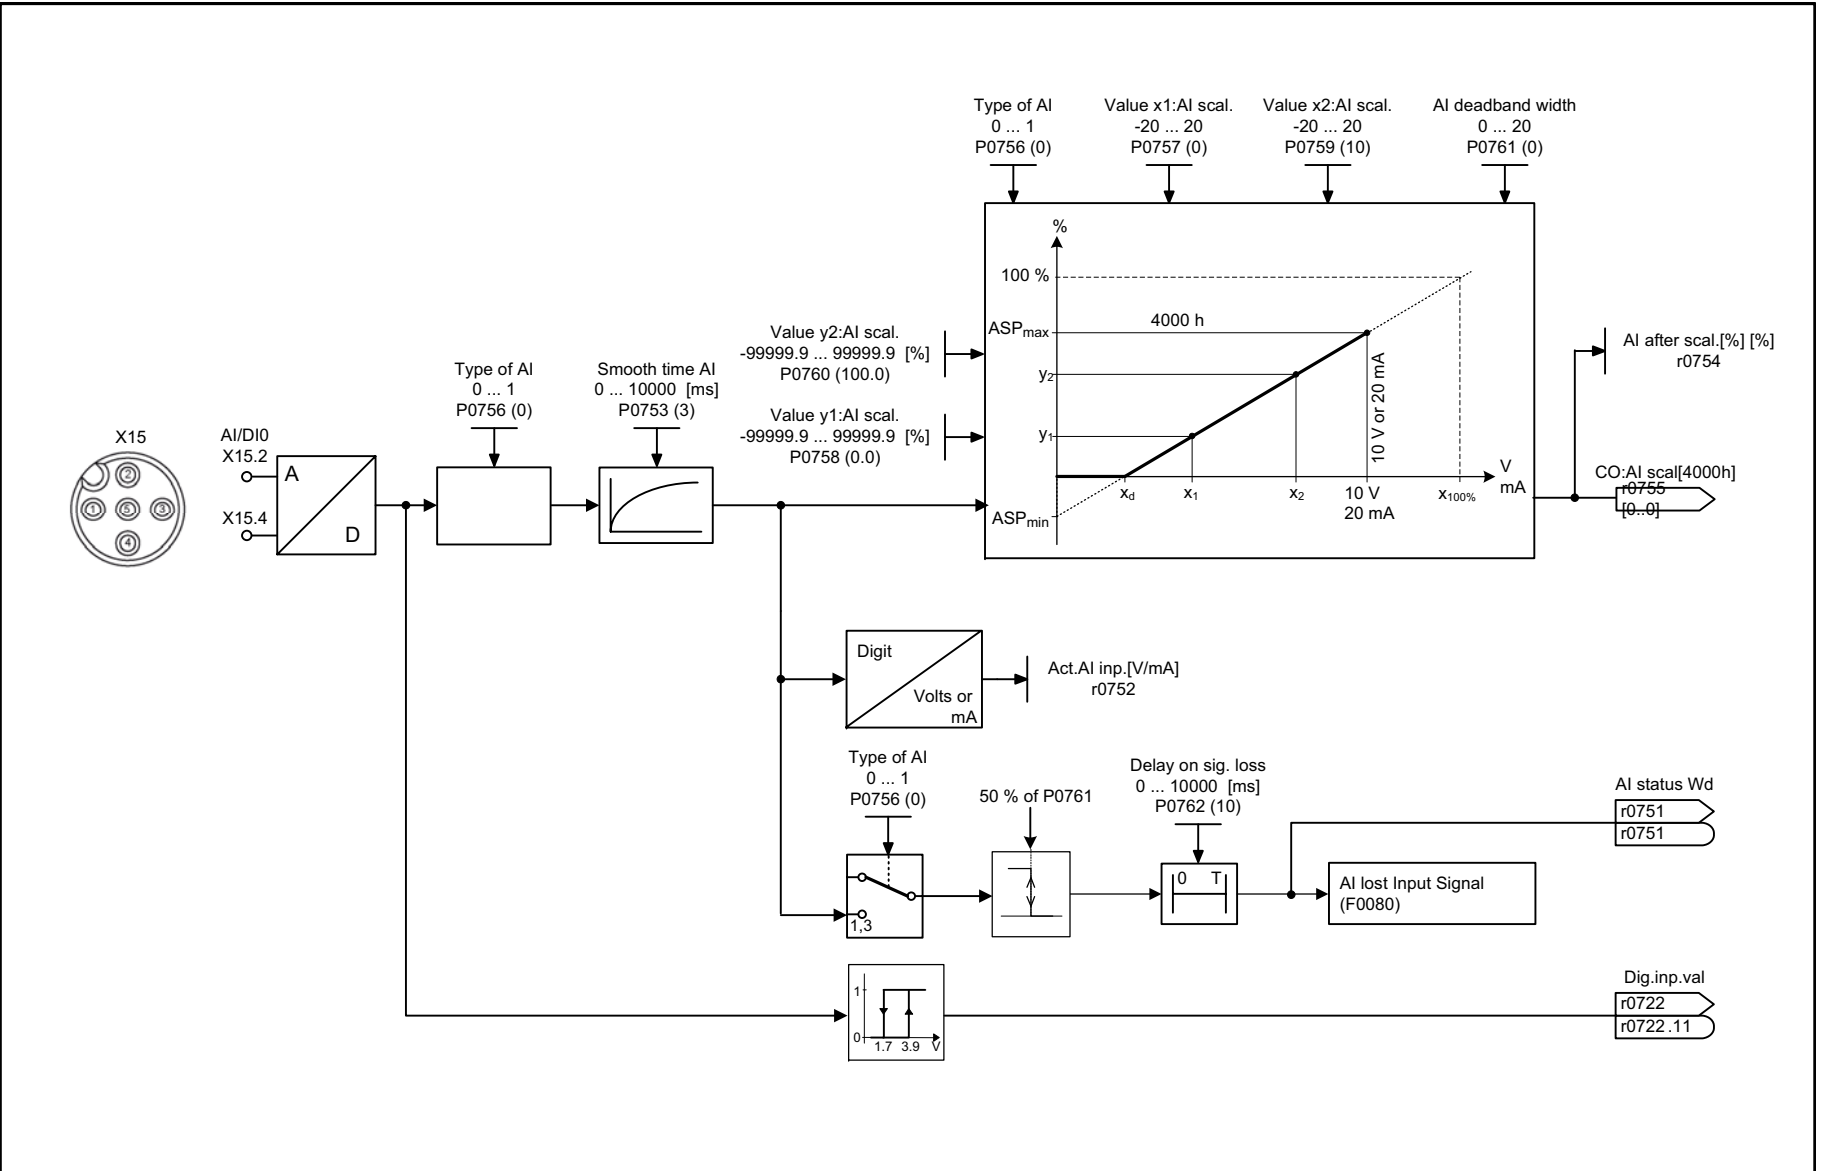 Type of AI
0 ... 1
P0756 (0)
Value x1:AI scal.
-20 ... 20
P0757 (0)
Value x2:AI scal.
-20 ... 20
P0759 (10)
AI deadband width
0 ... 20
P0761 (0)
%
100 %
ASPmax
4000 h
y2
y1
10 V or 20 mA
V
mA
xd
x1
x2
10 V
20 mA
x100%
ASPmin
Value y2:AI scal.
-99999.9 ... 99999.9 [%]
P0760 (100.0)
Value y1:AI scal.
-99999.9 ... 99999.9 [%]
P0758 (0.0)
AI after scal.[%] [%]
r0754
CO:AI scal[4000h]
r0755
[0..0]
Type of AI
0 ... 1
P0756 (0)
Smooth time AI
0 ... 10000 [ms]
P0753 (3)
X15
2
1
5
3
4
AI/DI0
X15.2
X15.4
A
D
Digit
Volts or
mA
Act.AI inp.[V/mA]
r0752
Type of AI
0 ... 1
P0756 (0)
1,3
50 % of P0761
Delay on sig. loss
0 ... 10000 [ms]
P0762 (10)
0 T
AI status Wd
r0751
r0751
AI lost Input Signal
(F0080)
1
0
1.7 3.9 V
Dig.inp.val
r0722
r0722 .11